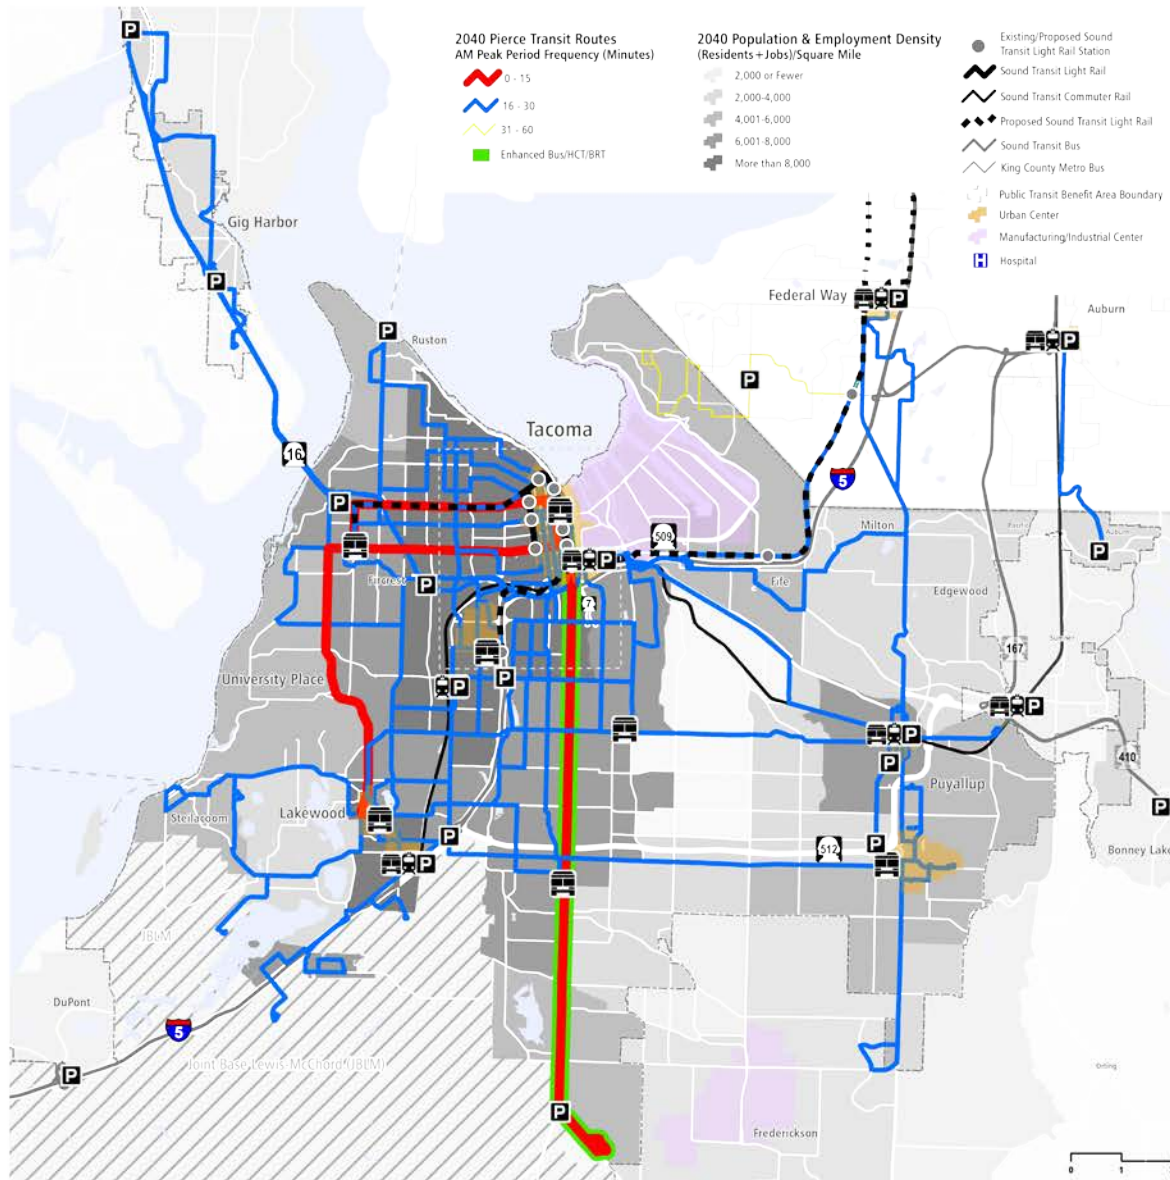 2040 Pierce Transit Routes
AM Peak Period Frequency (Minutes)
0 - 15
16 - 30
31 - 60
Enhanced Bus/HCT/BRT
2040 Population & Employment Density
(Residents+Jobs)/Square Mile
2,000 or Fewer
2,000-4,000
4,001-6,000
6,001-8,000
More than 8,000
Existing/Proposed Sound
Transit Light Rail Station
Sound Transit Light Rail
Sound Transit Commuter Rail
Proposed Sound Transit Light Rail
Sound Transit Bus
King County Metro Bus
Public Transit Benefit Area Boundary
Urban Center
Manufacturing/Industrial Center
H Hospital
P
Gig Harbor
P
Federal Way
P
Auburn
P
P
Ruston
P
Tacoma
16
5
P
509
Milton
P
P
Fircrest
P
Fife
Edgewood
7
167
University Place
P
P
P
P
410
P
Puyallup
P
Steilacoom
Lakewood
P
P
512
P
Bonney Lake
JBLM
DuPont
5
Joint Base Lewis-McChord (JBLM)
P
Orting
P
Frederickson
0 1